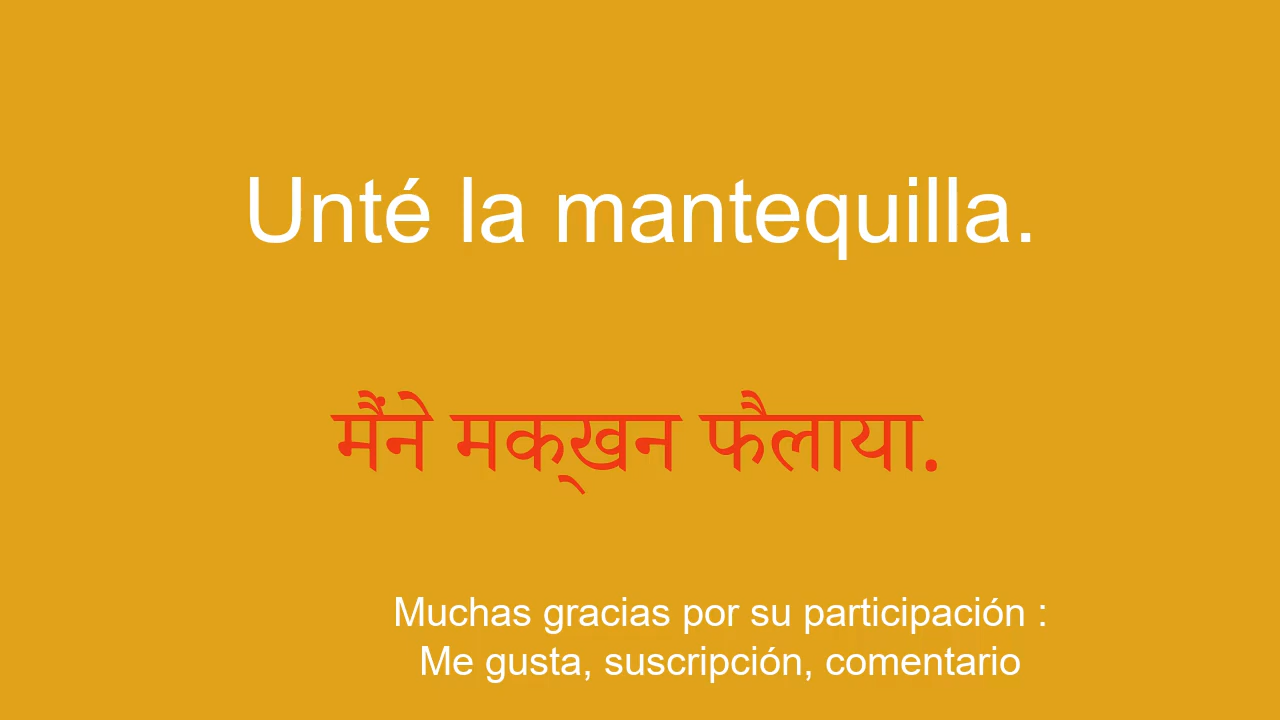 Unté la mantequilla.
मैंने मक्खन फैलाया.
Muchas gracias por su participación :
Me gusta, suscripción, comentario